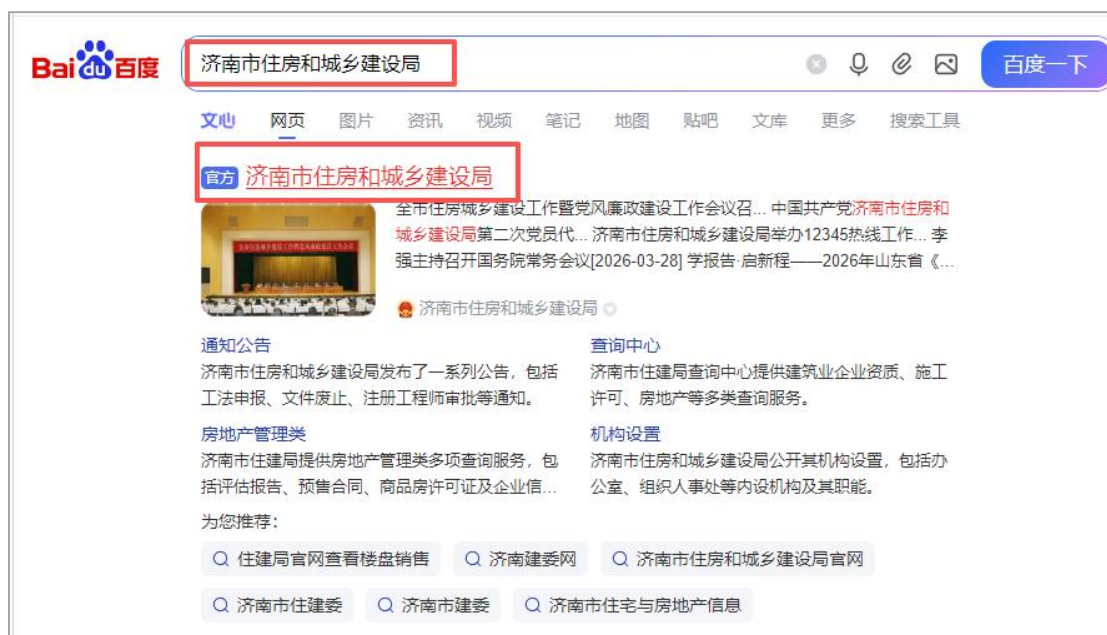 Bai du 百度
济南市住房和城乡建设局
百度一下
文心 网页 图片 资讯 视频 笔记 地图 贴吧 文库 更多 搜索工具
官方 济南市住房和城乡建设局
全市住房城乡建设工作暨党风廉政建设工作会议召... 中国共产党济南市住房和
城乡建设局第二次党员代... 济南市住房和城乡建设局举办12345热线工作... 李
强主持召开国务院常务会议[2026-03-28] 学报告·启新程——2026年山东省《...
济南市住房和城乡建设局
通知公告
济南市住房和城乡建设局发布了一系列公告，包括
工法申报、文件废止、注册工程师审批等通知。
查询中心
济南市住建局查询中心提供建筑业企业资质、施工
许可、房地产等多类查询服务。
房地产管理类
济南市住建局提供房地产管理类多项查询服务，包
括评估报告、预售合同、商品房许可证及企业信...
机构设置
济南市住房和城乡建设局公开其机构设置，包括办
公室、组织人事处等内设机构及其职能。
为您推荐：
住建局官网查看楼盘销售 济南建委网 济南市住房和城乡建设局官网
济南市住建委 济南市建委 济南市住宅与房地产信息